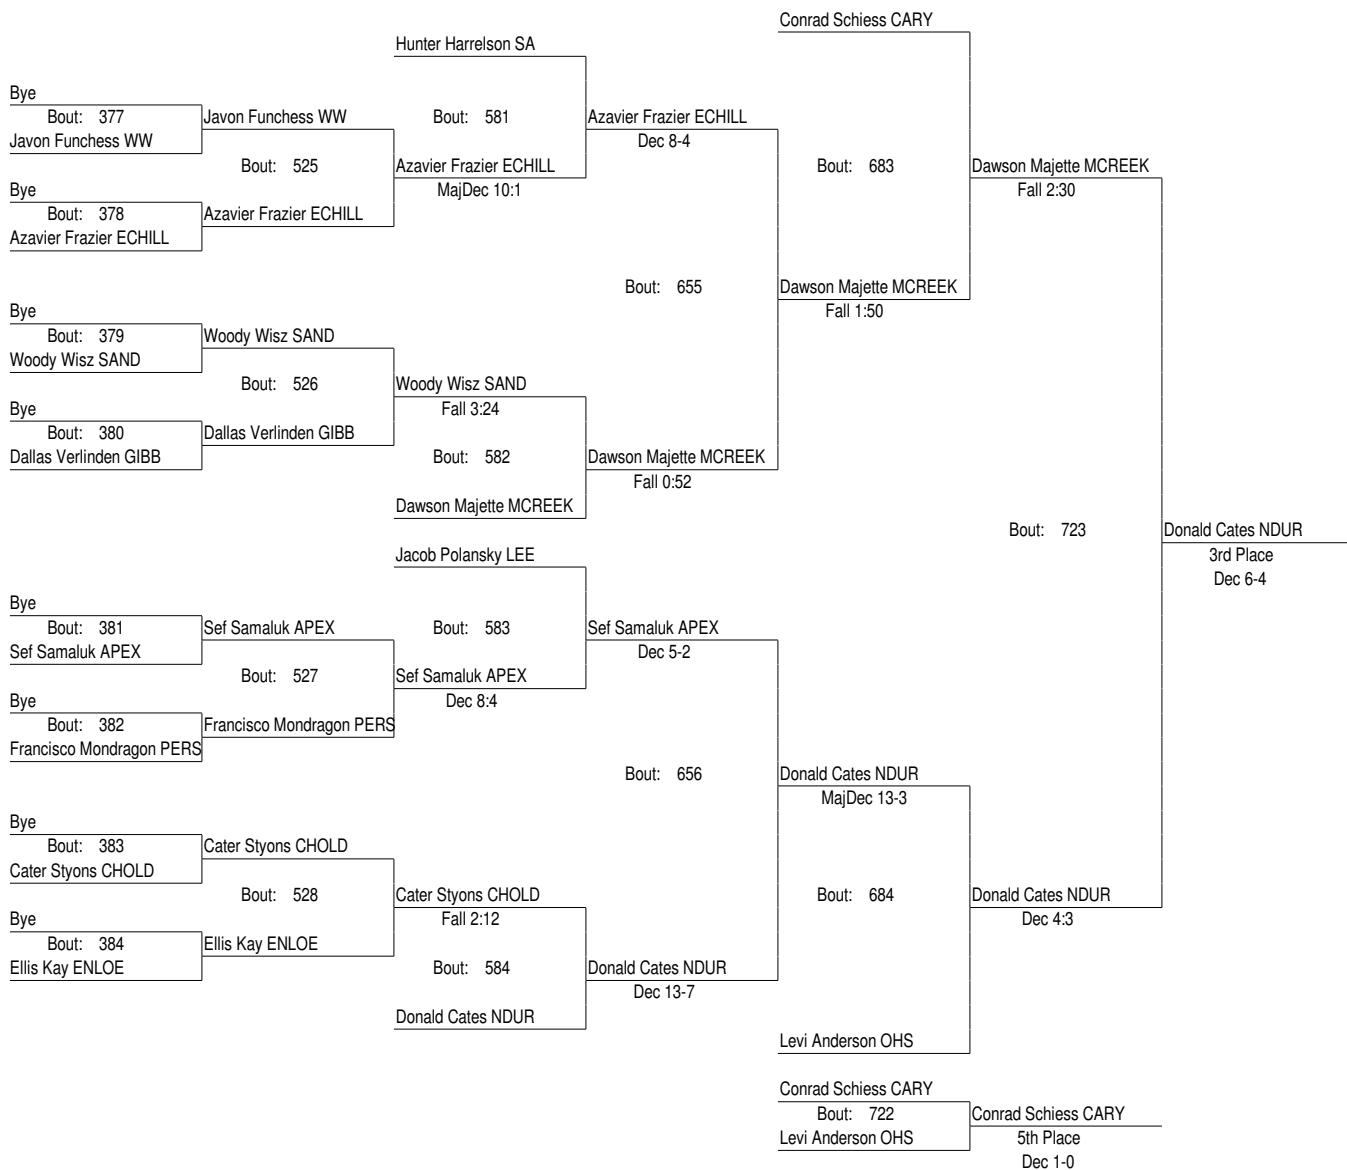 Conrad Schiess CARY
Hunter Harrelson SA
Bye
Bout: 377
Javon Funchess WW
Bout: 581
Azavier Frazier ECHILL
Javon Funchess WW
Dec 8-4
Bout: 525
Azavier Frazier ECHILL
Bout: 683
Dawson Majette MCREEK
Bye
MajDec 10:1
Fall 2:30
Bout: 378
Azavier Frazier ECHILL
Azavier Frazier ECHILL
Bout: 655
Dawson Majette MCREEK
Bye
Fall 1:50
Bout: 379
Woody Wisz SAND
Woody Wisz SAND
Bout: 526
Woody Wisz SAND
Bye
Fall 3:24
Bout: 380
Dallas Verlinden GIBB
Dallas Verlinden GIBB
Bout: 582
Dawson Majette MCREEK
Fall 0:52
Dawson Majette MCREEK
Bout: 723
Donald Cates NDUR
Jacob Polansky LEE
3rd Place
Dec 6-4
Bye
Bout: 381
Sef Samaluk APEX
Bout: 583
Sef Samaluk APEX
Sef Samaluk APEX
Dec 5-2
Bout: 527
Sef Samaluk APEX
Bye
Dec 8:4
Bout: 382
Francisco Mondragon PERS
Francisco Mondragon PERS
Bout: 656
Donald Cates NDUR
MajDec 13-3
Bye
Bout: 383
Cater Styons CHOLD
Cater Styons CHOLD
Bout: 528
Cater Styons CHOLD
Bout: 684
Donald Cates NDUR
Bye
Fall 2:12
Dec 4:3
Bout: 384
Ellis Kay ENLOE
Ellis Kay ENLOE
Bout: 584
Donald Cates NDUR
Dec 13-7
Donald Cates NDUR
Levi Anderson OHS
Conrad Schiess CARY
Bout: 722
Conrad Schiess CARY
Levi Anderson OHS
5th Place
Dec 1-0